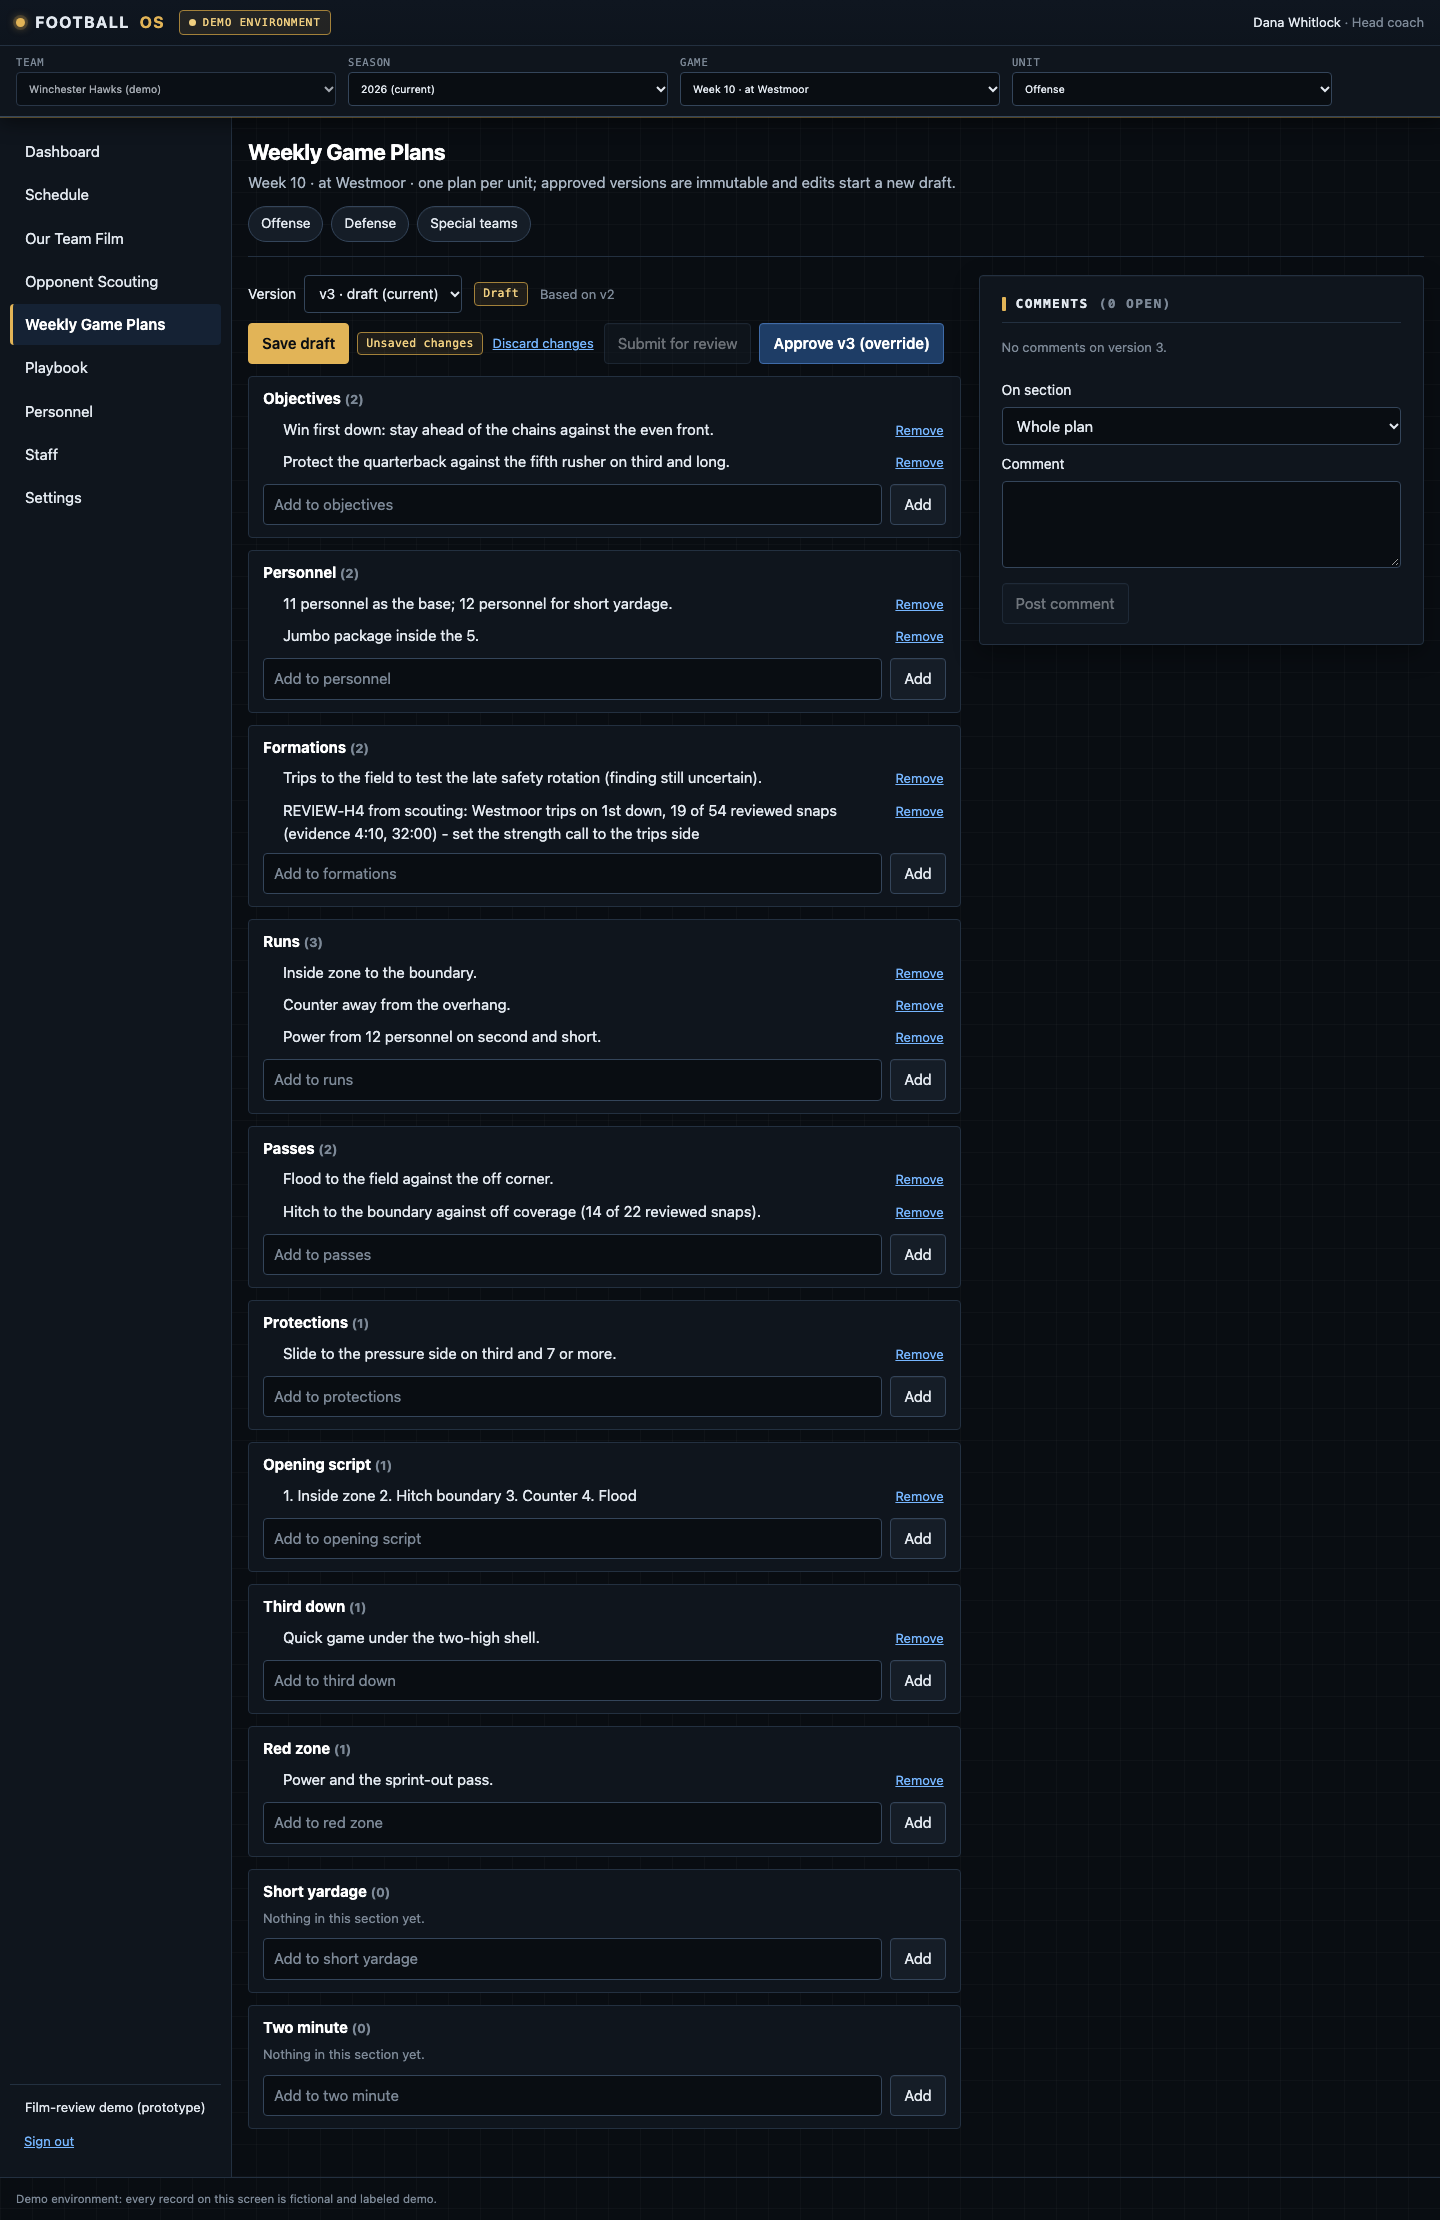 FOOTBALL OS
DEMO ENVIRONMENT
Dana Whitlock · Head coach
TEAM
Winchester Hawks (demo)
SEASON
2026 (current)
GAME
Week 10 · at Westmoor
UNIT
Offense
Dashboard
Schedule
Our Team Film
Opponent Scouting
Weekly Game Plans
Playbook
Personnel
Staff
Settings
Film-review demo (prototype)
Sign out
Weekly Game Plans
Week 10 · at Westmoor · one plan per unit; approved versions are immutable and edits start a new draft.
Offense
Defense
Special teams
Version
v3 · draft (current)
Draft
Based on v2
Save draft
Unsaved changes
Discard changes
Submit for review
Approve v3 (override)
Objectives (2)
Win first down: stay ahead of the chains against the even front.
Remove
Protect the quarterback against the fifth rusher on third and long.
Remove
Add to objectives
Add
Personnel (2)
11 personnel as the base; 12 personnel for short yardage.
Remove
Jumbo package inside the 5.
Remove
Add to personnel
Add
Formations (2)
Trips to the field to test the late safety rotation (finding still uncertain).
Remove
REVIEW-H4 from scouting: Westmoor trips on 1st down, 19 of 54 reviewed snaps
(evidence 4:10, 32:00) - set the strength call to the trips side
Remove
Add to formations
Add
Runs (3)
Inside zone to the boundary.
Remove
Counter away from the overhang.
Remove
Power from 12 personnel on second and short.
Remove
Add to runs
Add
Passes (2)
Flood to the field against the off corner.
Remove
Hitch to the boundary against off coverage (14 of 22 reviewed snaps).
Remove
Add to passes
Add
Protections (1)
Slide to the pressure side on third and 7 or more.
Remove
Add to protections
Add
Opening script (1)
1. Inside zone 2. Hitch boundary 3. Counter 4. Flood
Remove
Add to opening script
Add
Third down (1)
Quick game under the two-high shell.
Remove
Add to third down
Add
Red zone (1)
Power and the sprint-out pass.
Remove
Add to red zone
Add
Short yardage (0)
Nothing in this section yet.
Add to short yardage
Add
Two minute (0)
Nothing in this section yet.
Add to two minute
Add
COMMENTS (0 OPEN)
No comments on version 3.
On section
Whole plan
Comment
Post comment
Demo environment: every record on this screen is fictional and labeled demo.